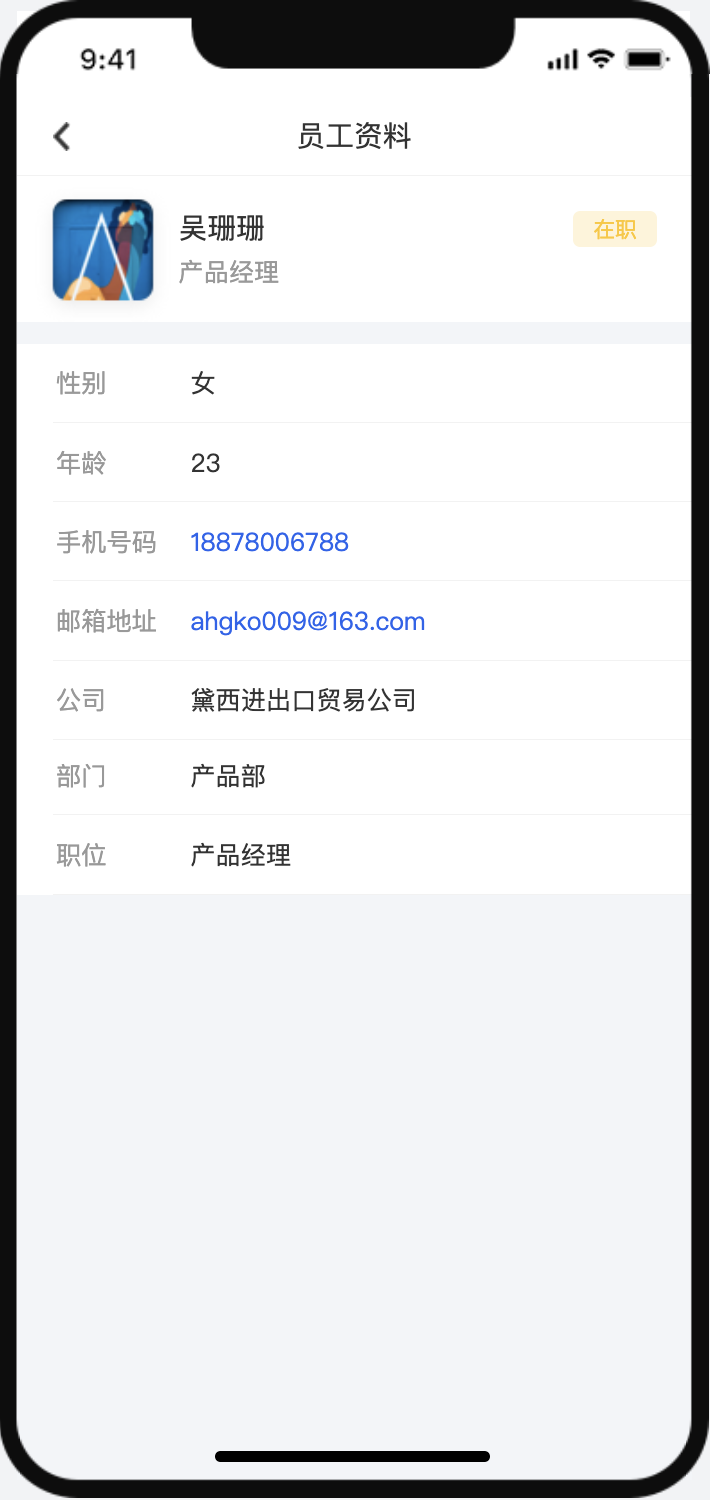 9:41
员工资料
吴珊珊
在职
产品经理
性别 女
年龄 23
手机号码 18878006788
邮箱地址 ahgko009@163.com
公司 黛西进出口贸易公司
部门 产品部
职位 产品经理